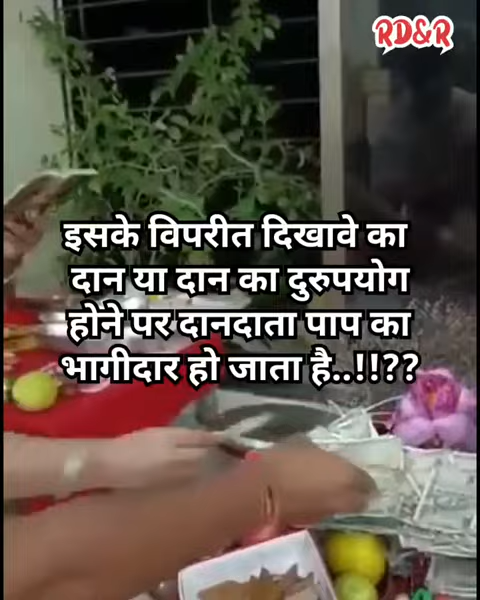 RD&R
इसके विपरीत दिखावे का
दान या दान का दुरुपयोग
होने पर दानदाता पाप का
भागीदार हो जाता है..!!??